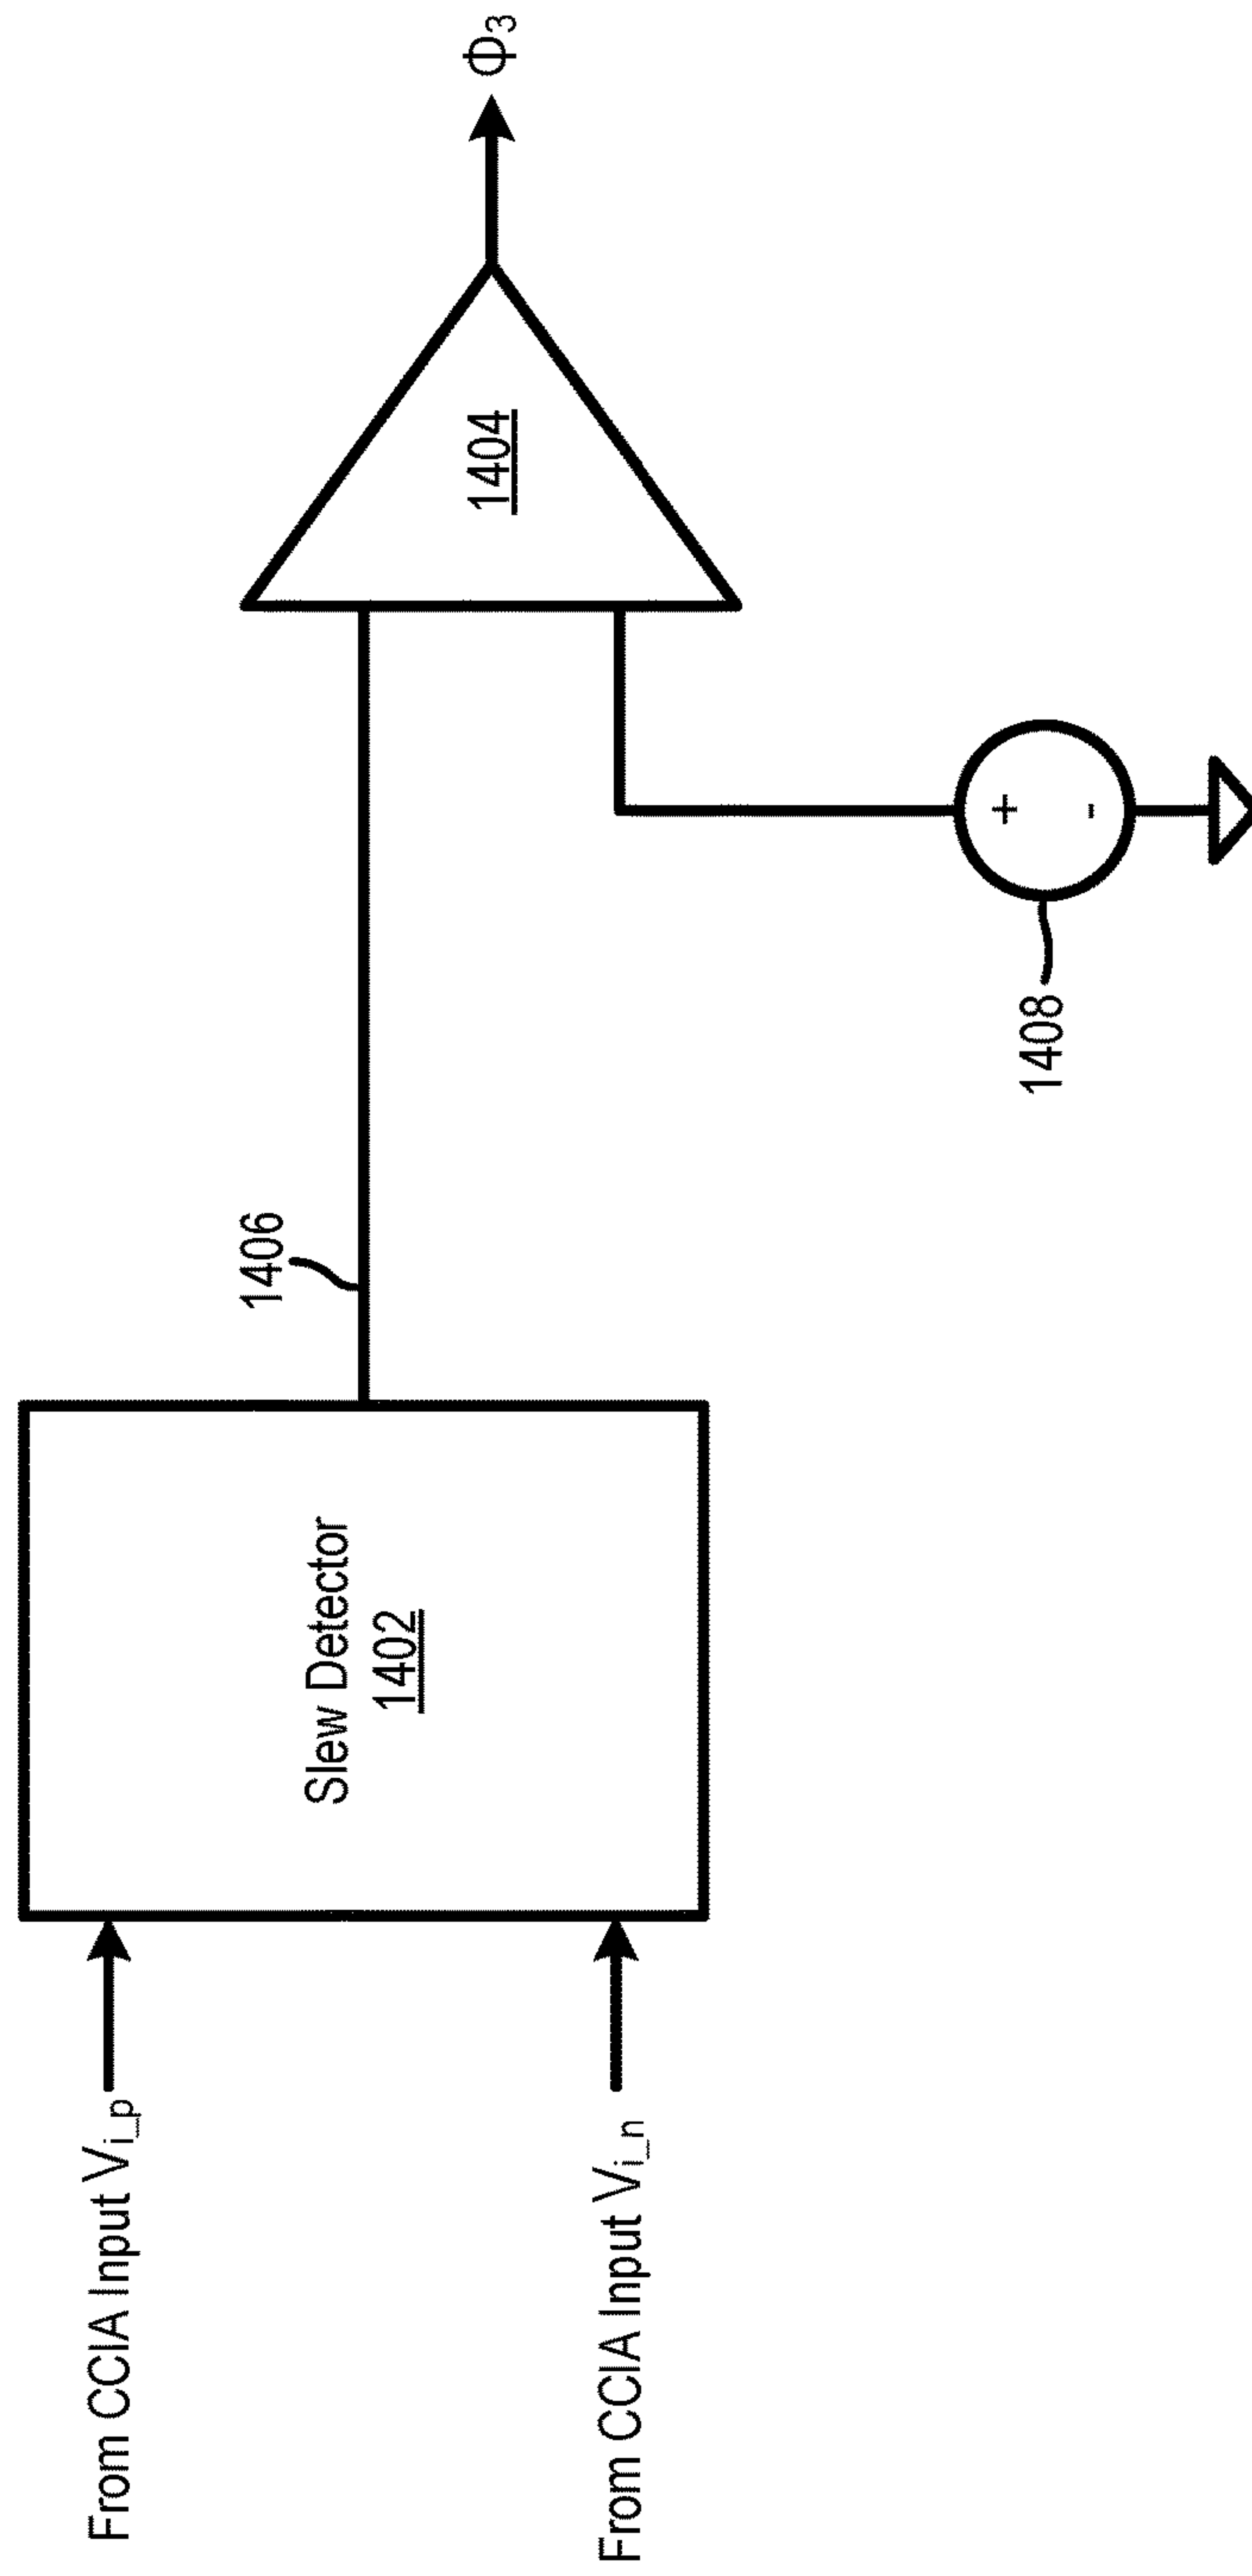 From CCIA Input Vi_p
From CCIA Input Vi_n
Slew Detector
1402
1406
1404
Φ3
+
-
1408